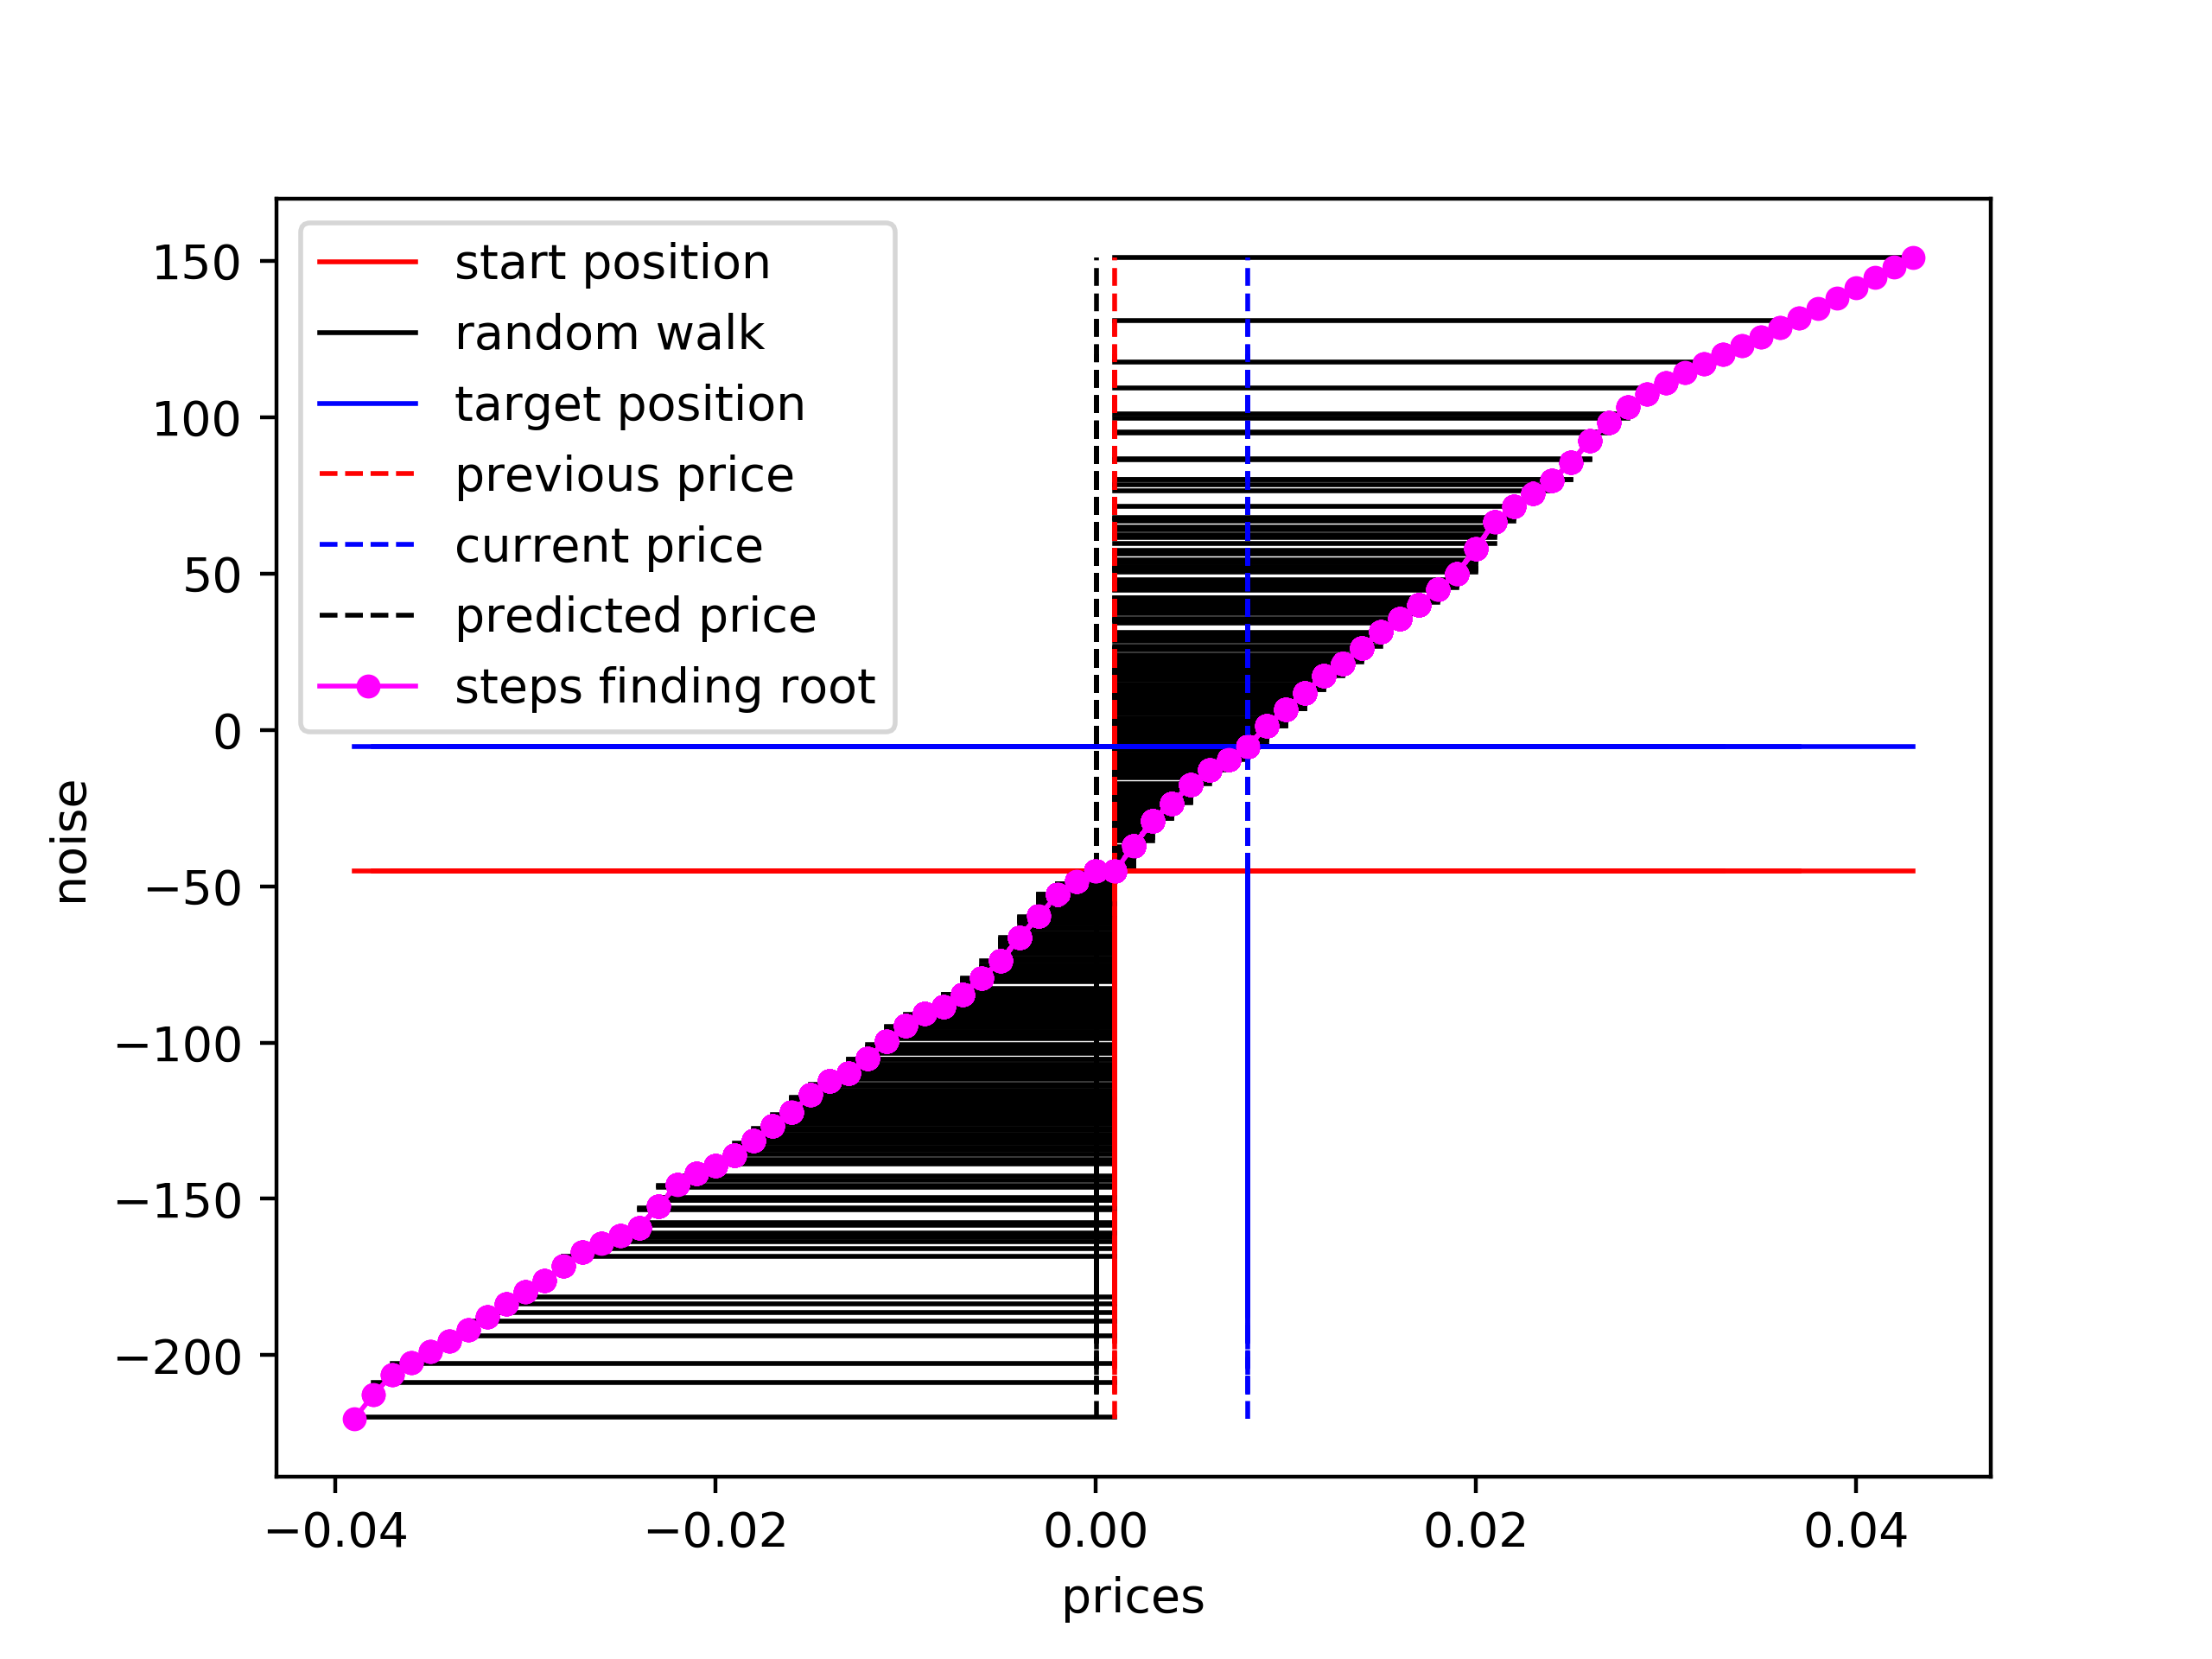 start position
random walk
target position
previous price
current price
predicted price
steps finding root
150
100
50
0
−50
−100
−150
−200
noise
−0.04
−0.02
0.00
0.02
0.04
prices